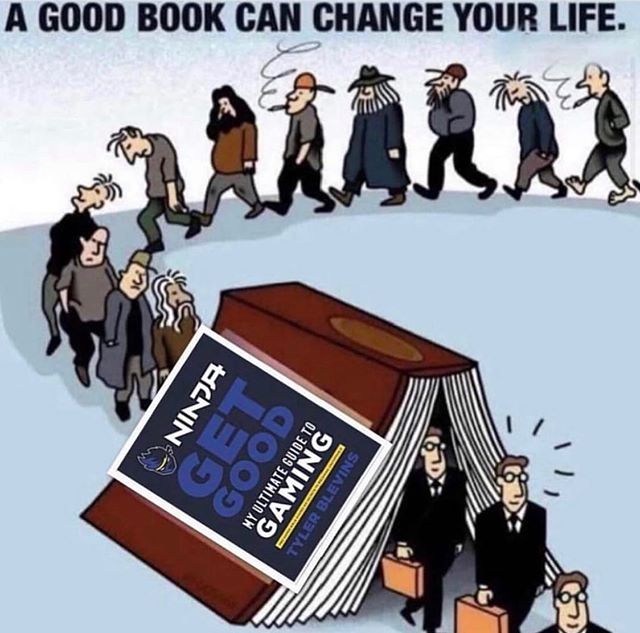 A GOOD BOOK CAN CHANGE YOUR LIFE.
NINJA
GET
GOOD
MY ULTIMATE GUIDE TO
GAMING
TYLER BLEVINS